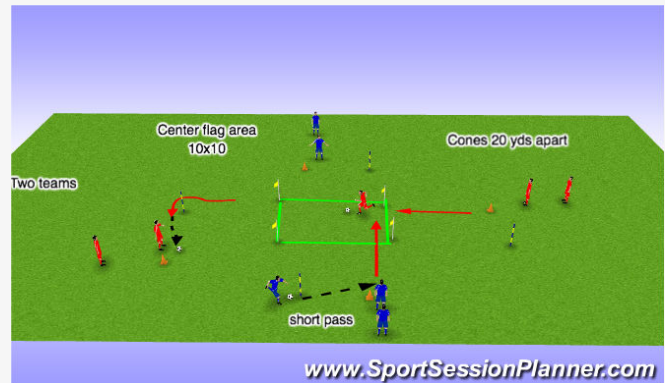 Center flag area
10x10
Cones 20 yds apart
Two teams
short pass
www.SportSessionPlanner.com